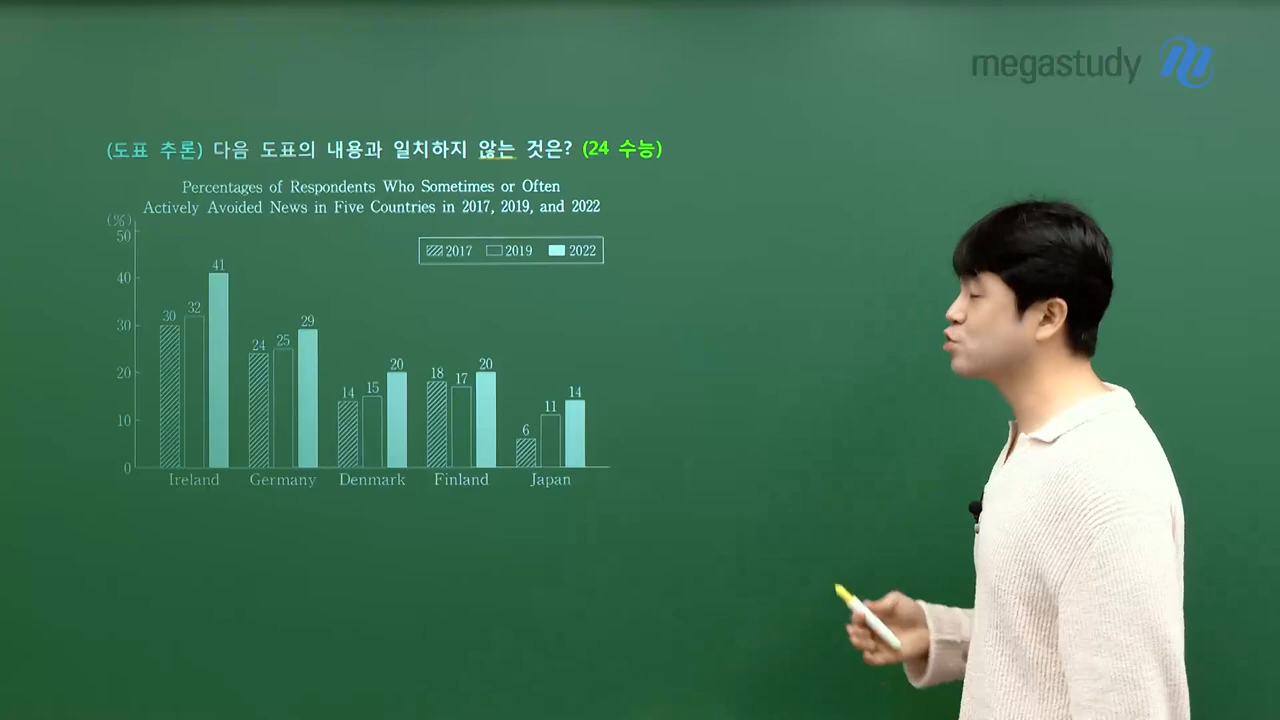 megastudy
(도표 추론) 다음 도표의 내용과 일치하지 않는 것은? (24 수능)
Percentages of Respondents Who Sometimes or Often
Actively Avoided News in Five Countries in 2017, 2019, and 2022
(%)
50
40
30
20
10
0
2017 2019 2022
30 32 41
24 25 29
14 15 20
18 17 20
6 11 14
Ireland Germany Denmark Finland Japan